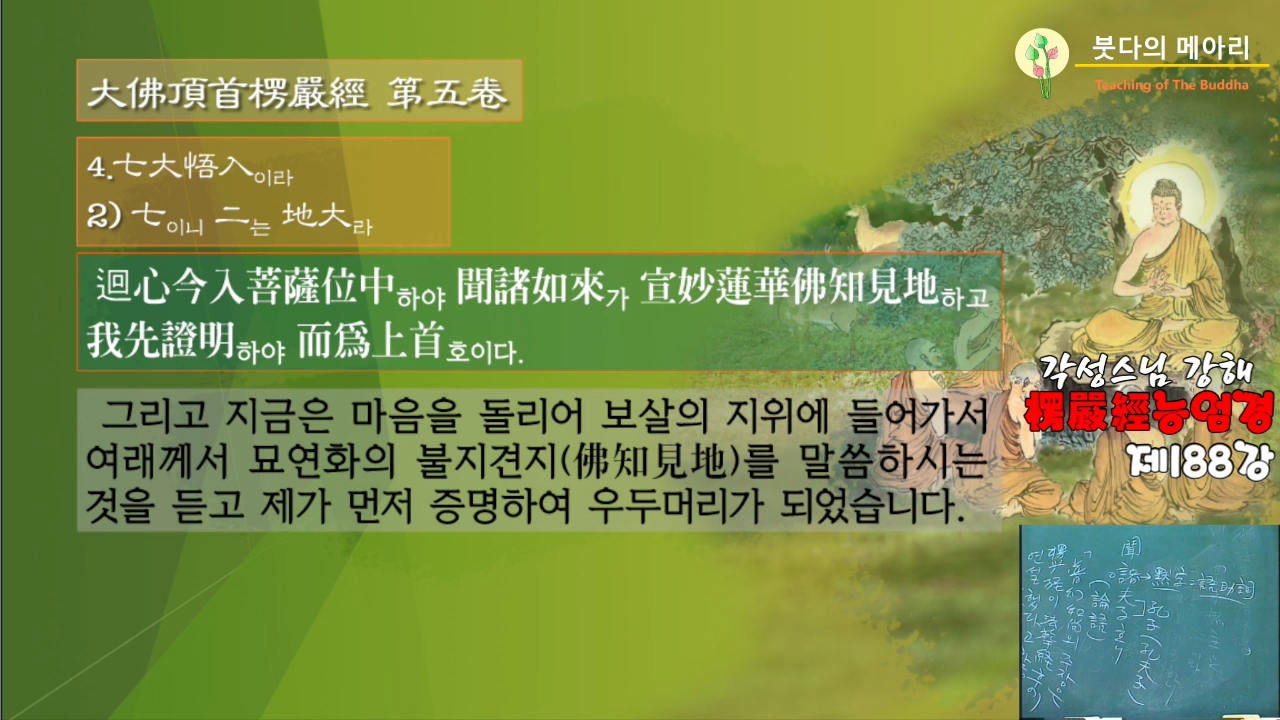 大佛頂首楞嚴經 第五卷
붓다의 메아리
Teaching of The Buddha
4.七大悟入이라
2) 七이니 二는 地大라
迴心今入菩薩位中하야 聞諸如來가 宣妙蓮華佛知見地하고
我先證明하야 而爲上首호이다.
그리고 지금은 마음을 돌리어 보살의 지위에 들어가서
여래께서 묘연화의 불지견지(佛知見地)를 말씀하시는
것을 듣고 제가 먼저 증명하여 우두머리가 되었습니다.
각성스님 강해
楞嚴經능엄경
제188강